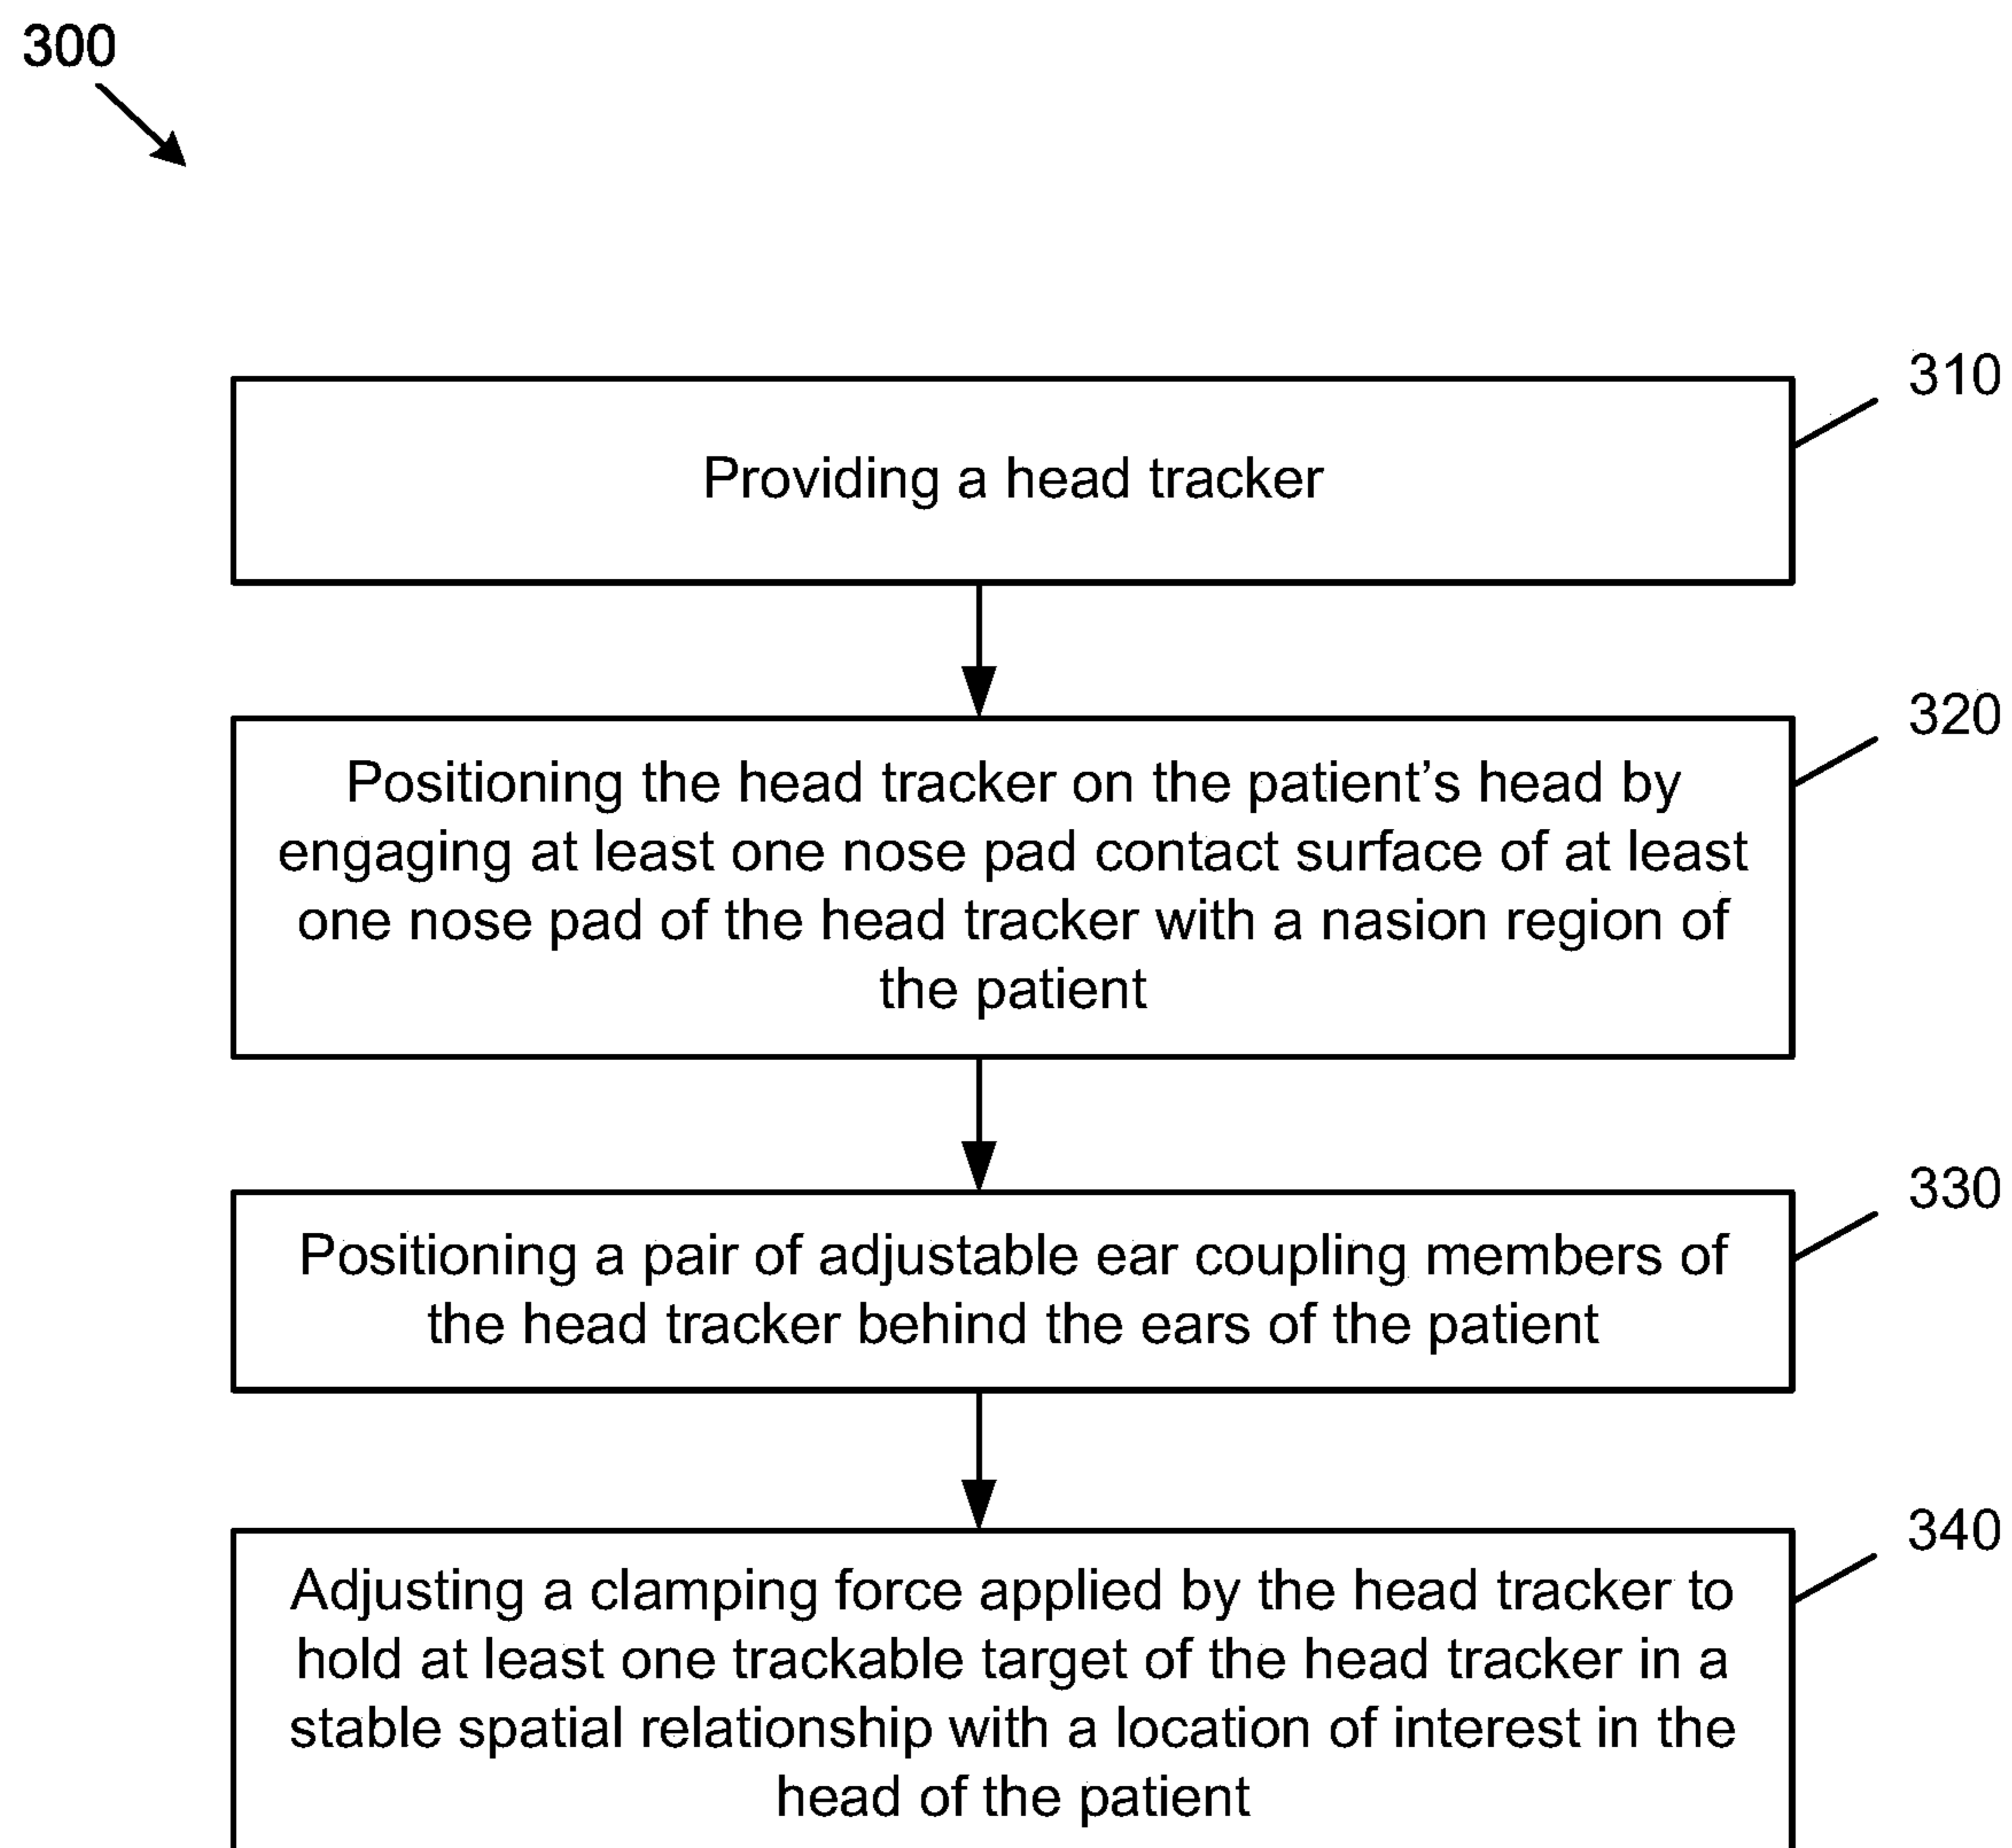 300
310
Providing a head tracker
320
Positioning the head tracker on the patient’s head by
engaging at least one nose pad contact surface of at least
one nose pad of the head tracker with a nasion region of
the patient
330
Positioning a pair of adjustable ear coupling members of
the head tracker behind the ears of the patient
340
Adjusting a clamping force applied by the head tracker to
hold at least one trackable target of the head tracker in a
stable spatial relationship with a location of interest in the
head of the patient